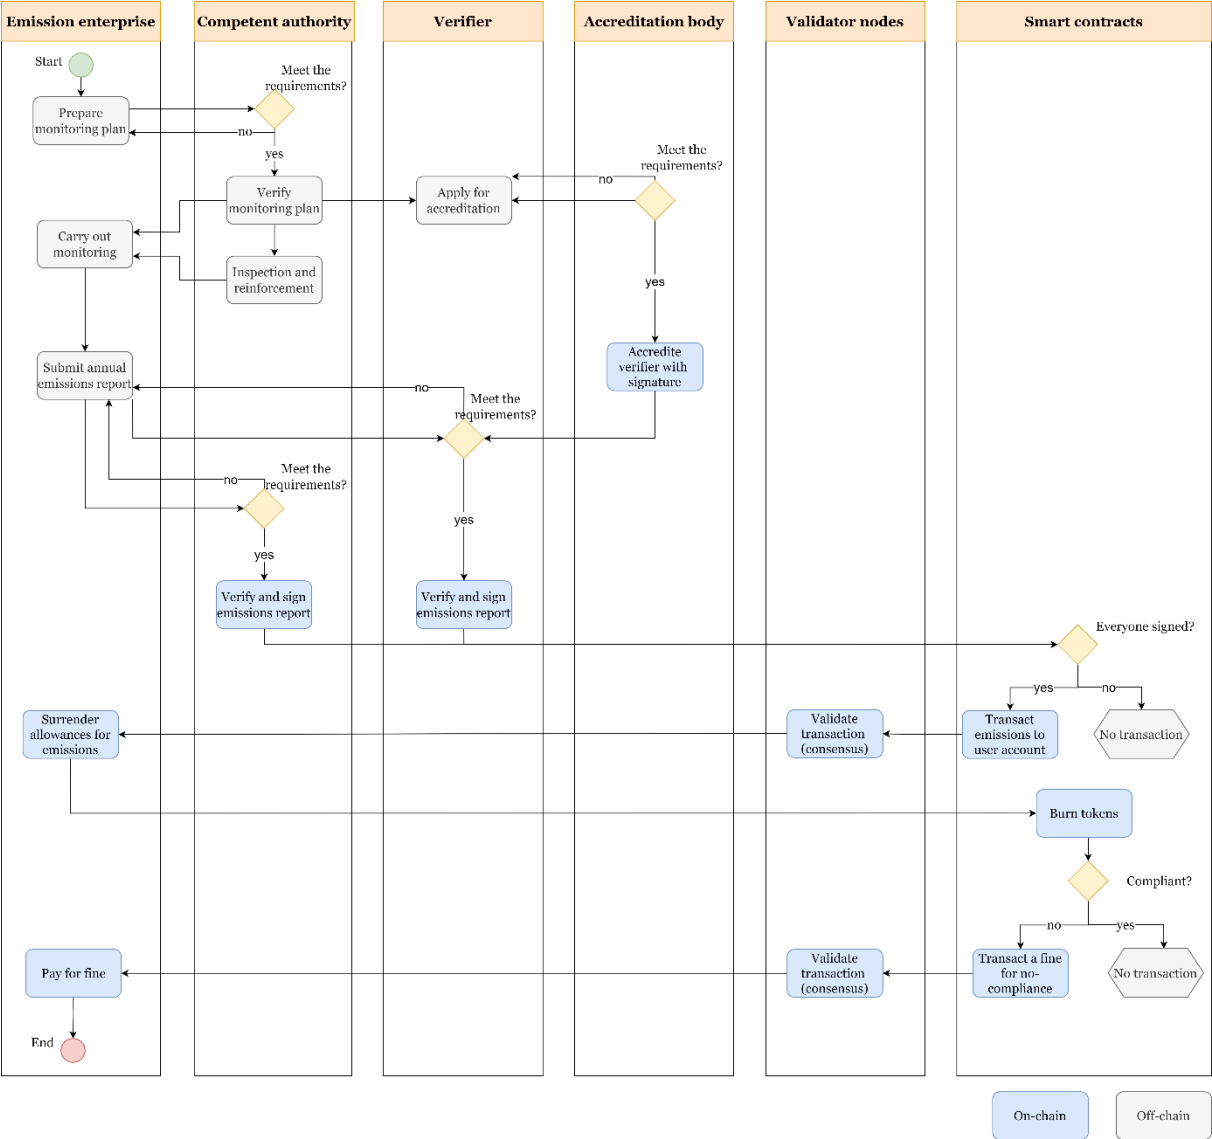 Emission enterprise
Competent authority
Verifier
Accreditation body
Validator nodes
Smart contracts
Start
Meet the
requirements?
Prepare
monitoring plan
no
yes
Meet the
requirements?
no
Verify
monitoring plan
Apply for
accreditation
Carry out
monitoring
Inspection and
reinforcement
yes
Accredite
verifier with
signature
Submit annual
emissions report
no
Meet the
requirements?
Meet the
requirements?
no
yes
yes
Verify and sign
emissions report
Verify and sign
emissions report
Everyone signed?
yes
no
Surrender
allowances for
emissions
Validate
transaction
(consensus)
Transact
emissions to
user account
No transaction
Burn tokens
Compliant?
no
yes
Pay for fine
Validate
transaction
(consensus)
Transact a fine
for no-
compliance
No transaction
End
On-chain
Off-chain